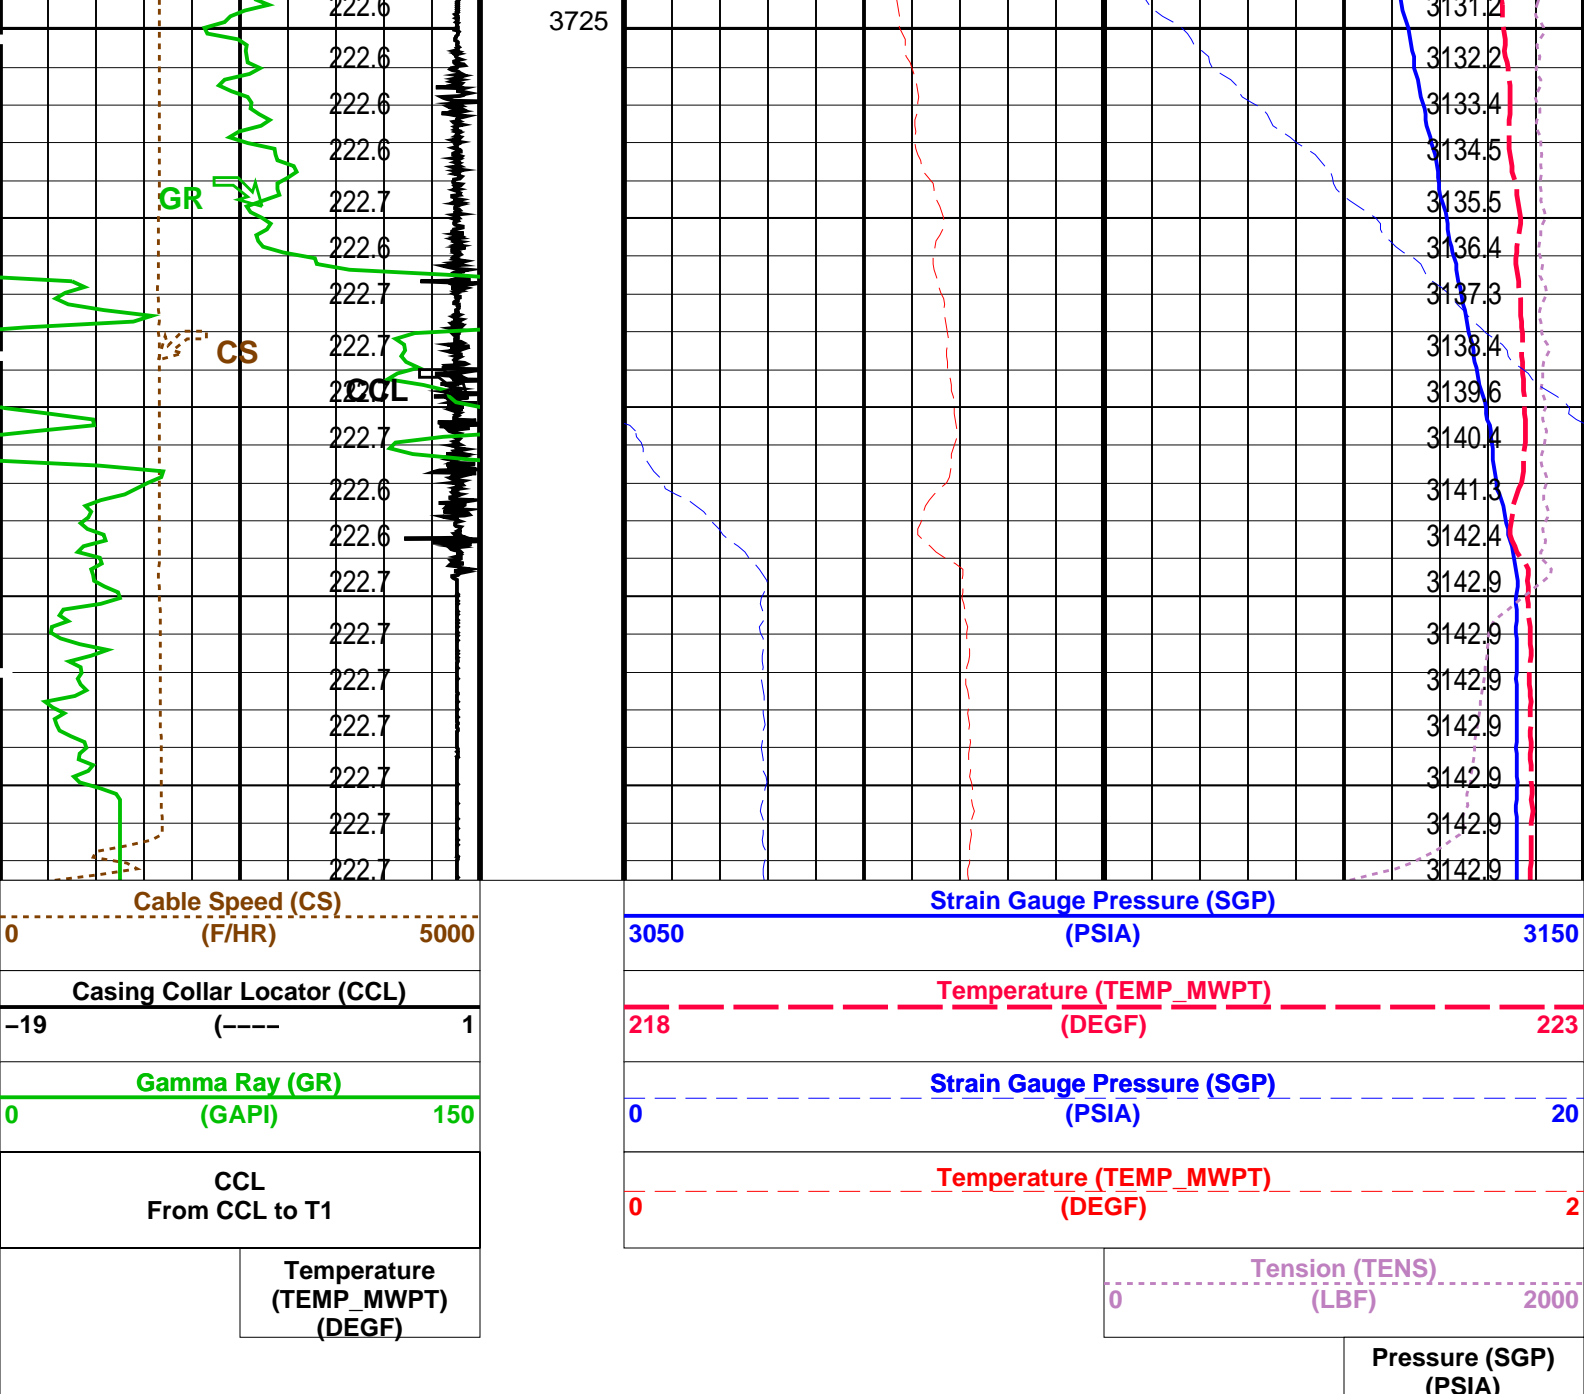 222.6
3725
3131.2
222.6
3132.2
222.6
3133.4
222.6
3134.5
GR
222.7
3135.5
222.6
3136.4
222.7
3137.3
CS
222.7
3138.4
222.7
CCL
3139.6
222.7
3140.4
222.6
3141.3
222.6
3142.4
222.7
3142.9
222.7
3142.9
222.7
3142.9
222.7
3142.9
222.7
3142.9
222.7
3142.9
222.7
3142.9
Cable Speed (CS)
0 (F/HR) 5000
Casing Collar Locator (CCL)
−19 (−−−− 1
Gamma Ray (GR)
0 (GAPI) 150
CCL
From CCL to T1
Temperature
(TEMP_MWPT)
(DEGF)
Strain Gauge Pressure (SGP)
3050 (PSIA) 3150
Temperature (TEMP_MWPT)
218 (DEGF) 223
Strain Gauge Pressure (SGP)
0 (PSIA) 20
Temperature (TEMP_MWPT)
0 (DEGF) 2
Tension (TENS)
0 (LBF) 2000
Pressure (SGP)
(PSIA)